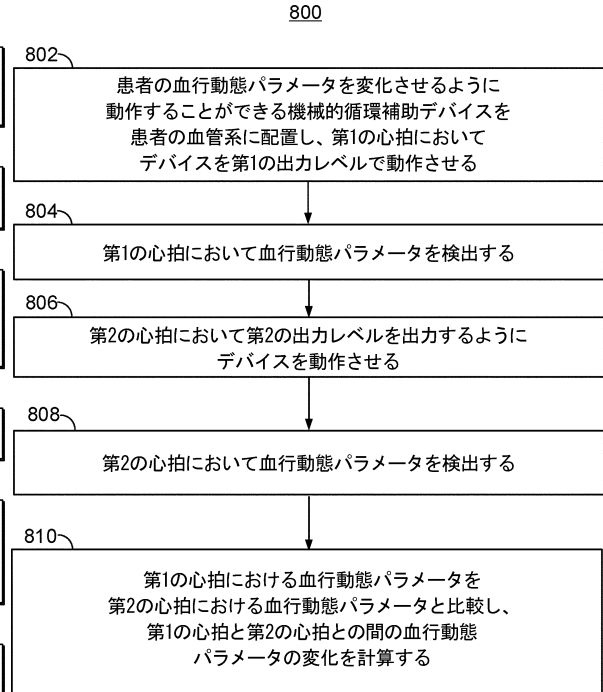 800
802
患者の血行動態パラメータを変化させるように
動作することができる機械的循環補助デバイスを
患者の血管系に配置し、第1の心拍において
デバイスを第1の出力レベルで動作させる
804
第1の心拍において血行動態パラメータを検出する
806
第2の心拍において第2の出力レベルを出力するように
デバイスを動作させる
808
第2の心拍において血行動態パラメータを検出する
810
第1の心拍における血行動態パラメータを
第2の心拍における血行動態パラメータと比較し、
第1の心拍と第2の心拍との間の血行動態
パラメータの変化を計算する